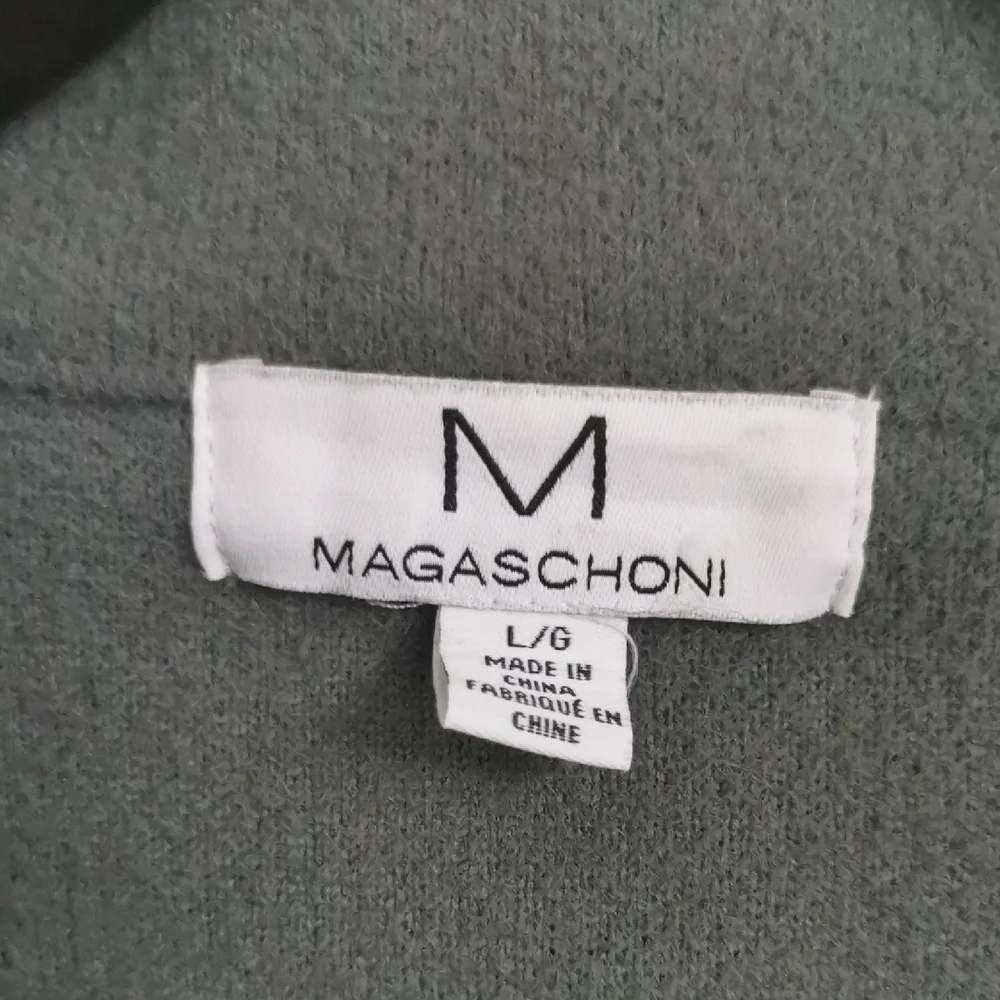 M
MAGASCHONI
L/G
MADE IN
CHINA
FABRIQUÉ EN
CHINE